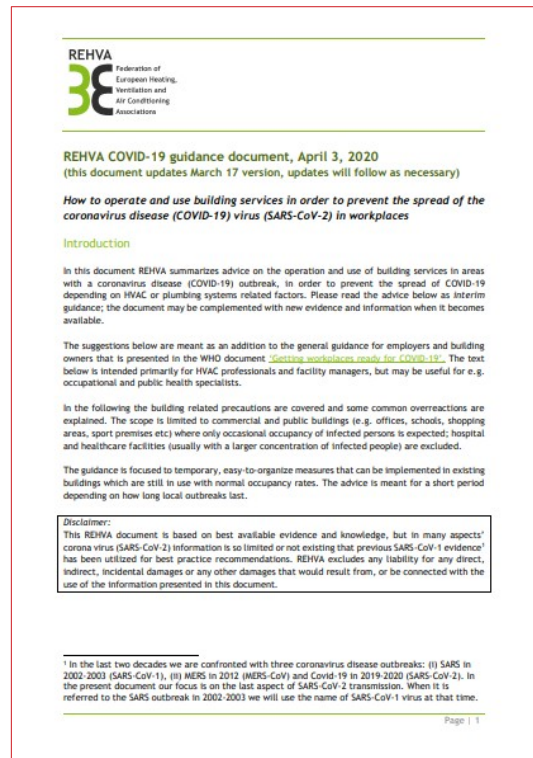 REHVA
Federation of
European Heating,
Ventilation and
Air Conditioning
Associations
REHVA COVID-19 guidance document, April 3, 2020
(this document updates March 17 version, updates will follow as necessary)
How to operate and use building services in order to prevent the spread of the
coronavirus disease (COVID-19) virus (SARS-CoV-2) in workplaces
Introduction
In this document REHVA summarizes advice on the operation and use of building services in areas
with a coronavirus disease (COVID-19) outbreak, in order to prevent the spread of COVID-19
depending on HVAC or plumbing systems related factors. Please read the advice below as interim
guidance; the document may be complemented with new evidence and information when it becomes
available.
The suggestions below are meant as an addition to the general guidance for employers and building
owners that is presented in the WHO document 'Getting workplaces ready for COVID-19'. The text
below is intended primarily for HVAC professionals and facility managers, but may be useful for e.g.
occupational and public health specialists.
In the following the building related precautions are covered and some common overreactions are
explained. The scope is limited to commercial and public buildings (e.g. offices, schools, shopping
areas, sport premises etc) where only occasional occupancy of infected persons is expected; hospital
and healthcare facilities (usually with a larger concentration of infected people) are excluded.
The guidance is focused to temporary, easy-to-organize measures that can be implemented in existing
buildings which are still in use with normal occupancy rates. The advice is meant for a short period
depending on how long local outbreaks last.
Disclaimer:
This REHVA document is based on best available evidence and knowledge, but in many aspects'
corona virus (SARS-CoV-2) information is so limited or not existing that previous SARS-CoV-1 evidence¹
has been utilized for best practice recommendations. REHVA excludes any liability for any direct,
indirect, incidental damages or any other damages that would result from, or be connected with the
use of the information presented in this document.
¹ In the last two decades we are confronted with three coronavirus disease outbreaks: (i) SARS in
2002-2003 (SARS-CoV-1), (ii) MERS in 2012 (MERS-CoV) and Covid-19 in 2019-2020 (SARS-CoV-2). In
the present document our focus is on the last aspect of SARS-CoV-2 transmission. When it is
referred to the SARS outbreak in 2002-2003 we will use the name of SARS-CoV-1 virus at that time.
Page | 1